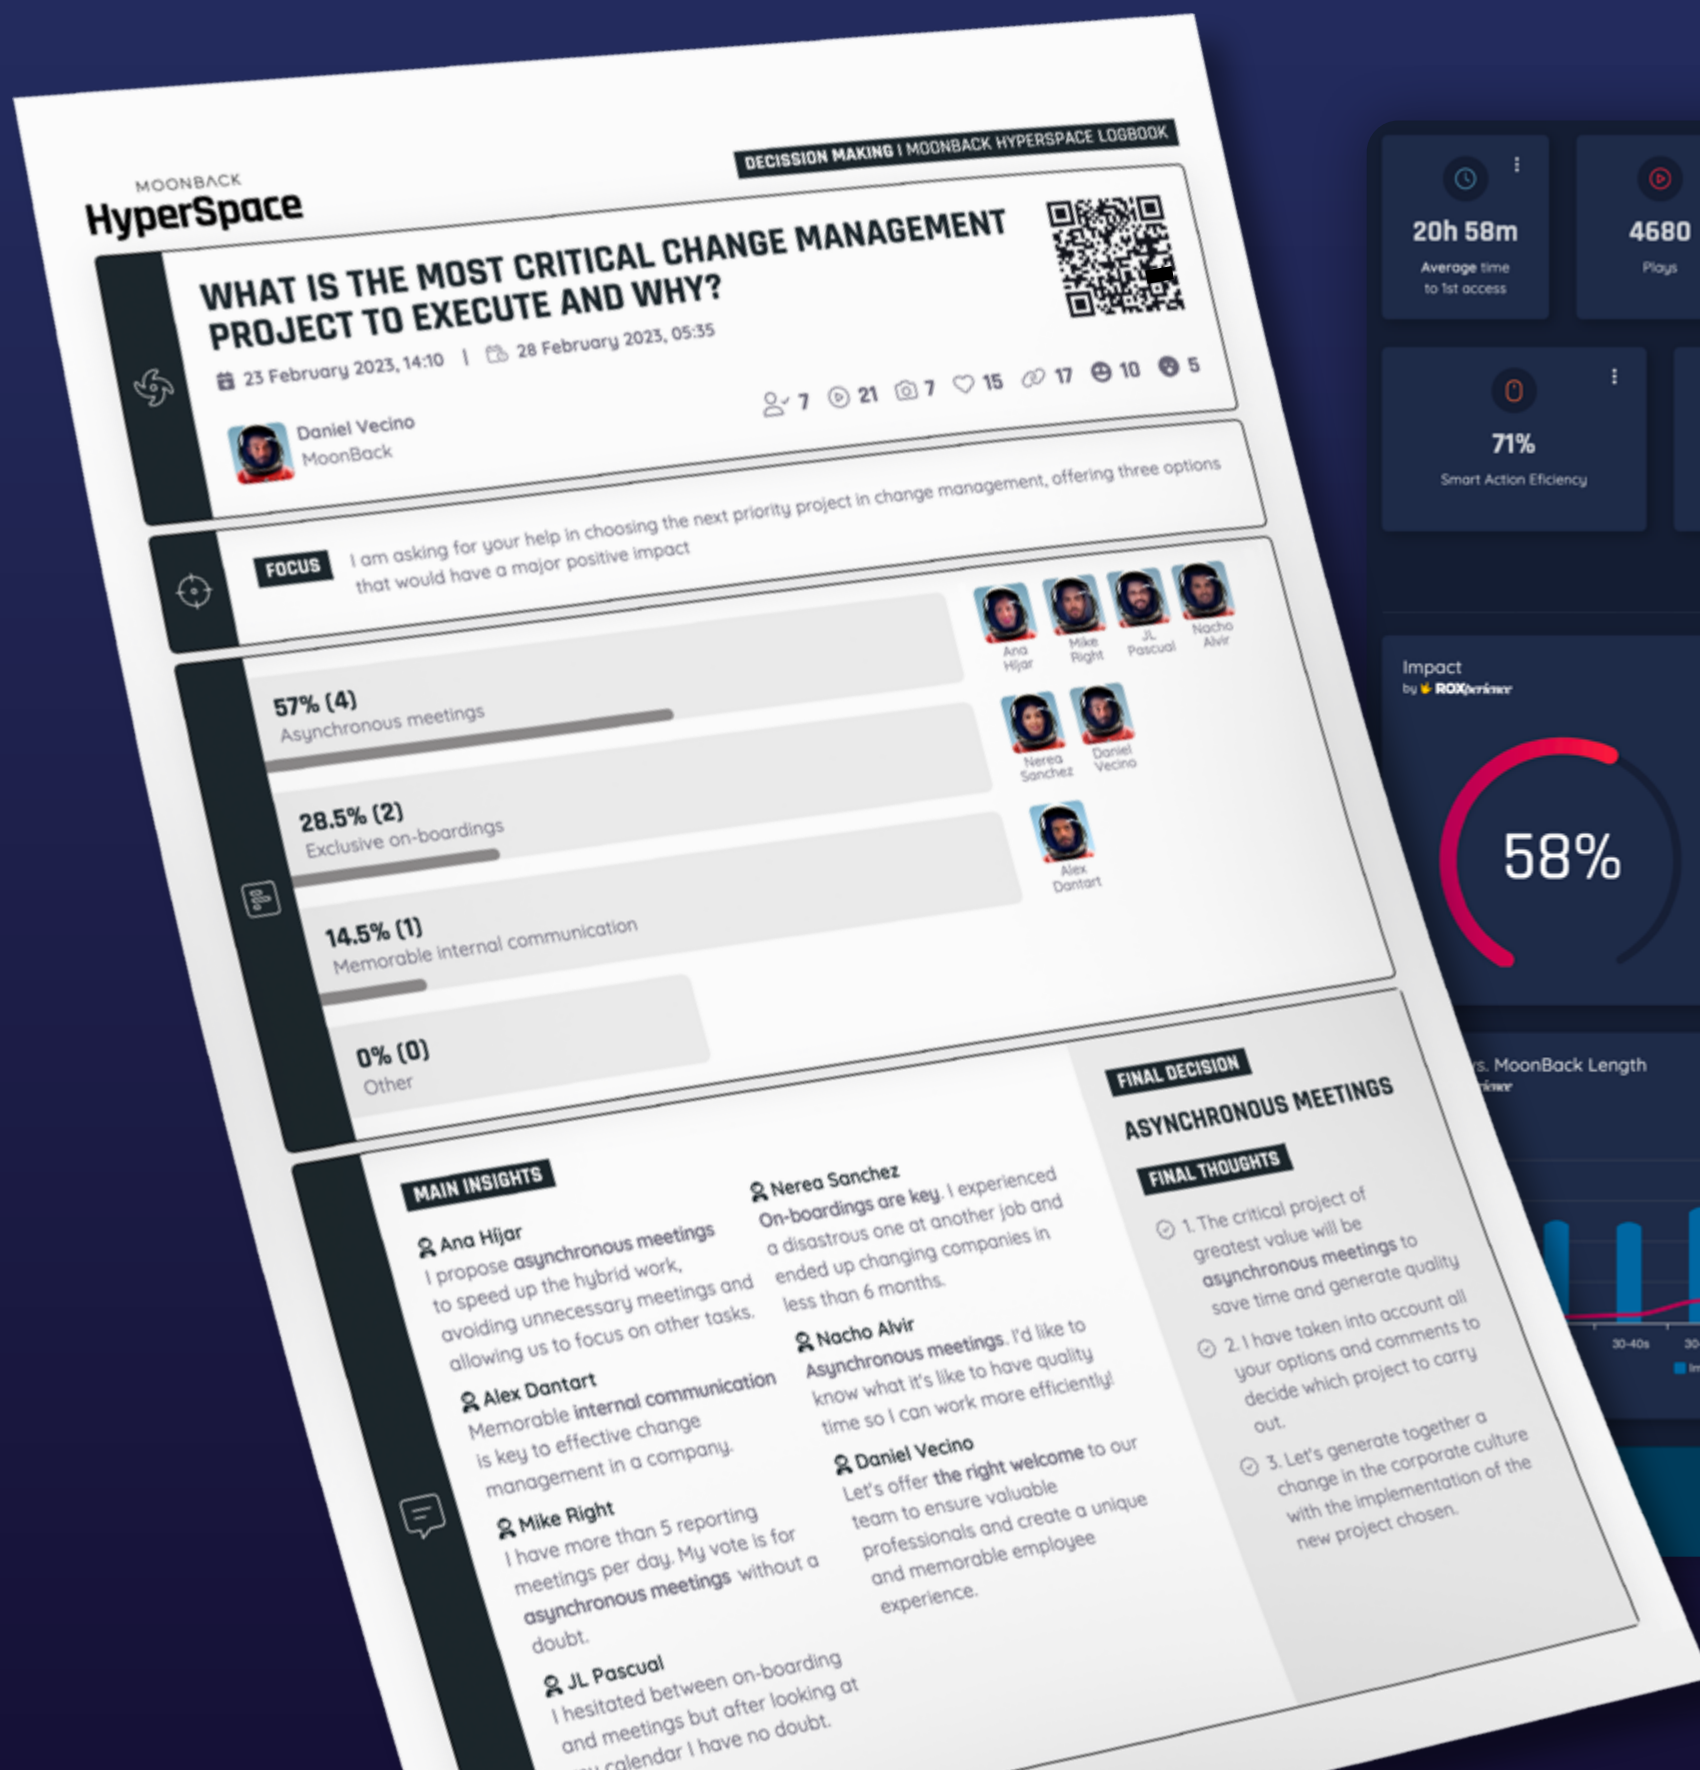 MOONBACK
HyperSpace
DECISSION MAKING | MOONBACK HYPERSPACE LOGBOOK
WHAT IS THE MOST CRITICAL CHANGE MANAGEMENT
PROJECT TO EXECUTE AND WHY?
23 February 2023, 14:10 | 28 February 2023, 05:35
Daniel Vecino
MoonBack
7 21 7 15 17 10 5
FOCUS
I am asking for your help in choosing the next priority project in change management, offering three options
that would have a major positive impact
57% (4)
Asynchronous meetings
Ana
Híjar
Mike
Right
JL
Pascual
Nacho
Alvir
28.5% (2)
Exclusive on-boardings
Nerea
Sanchez
Daniel
Vecino
14.5% (1)
Memorable internal communication
Alex
Dantart
0% (0)
Other
MAIN INSIGHTS
Ana Híjar
I propose asynchronous meetings
to speed up the hybrid work,
avoiding unnecessary meetings and
allowing us to focus on other tasks.
Alex Dantart
Memorable internal communication
is key to effective change
management in a company.
Mike Right
I have more than 5 reporting
meetings per day. My vote is for
asynchronous meetings without a
doubt.
JL Pascual
I hesitated between on-boarding
and meetings but after looking at
calendar I have no doubt.
Nerea Sanchez
On-boardings are key. I experienced
a disastrous one at another job and
ended up changing companies in
less than 6 months.
Nacho Alvir
Asynchronous meetings. I'd like to
know what it's like to have quality
time so I can work more efficiently!
Daniel Vecino
Let's offer the right welcome to our
team to ensure valuable
professionals and create a unique
and memorable employee
experience.
FINAL DECISION
ASYNCHRONOUS MEETINGS
FINAL THOUGHTS
1. The critical project of
greatest value will be
asynchronous meetings to
save time and generate quality
2. I have taken into account all
your options and comments to
decide which project to carry
out.
3. Let's generate together a
change in the corporate culture
with the implementation of the
new project chosen.
20h 58m
Average time
to 1st access
4680
Plays
71%
Smart Action Eficiency
Impact
by ROXperience
58%
vs. MoonBack Length
30-40s